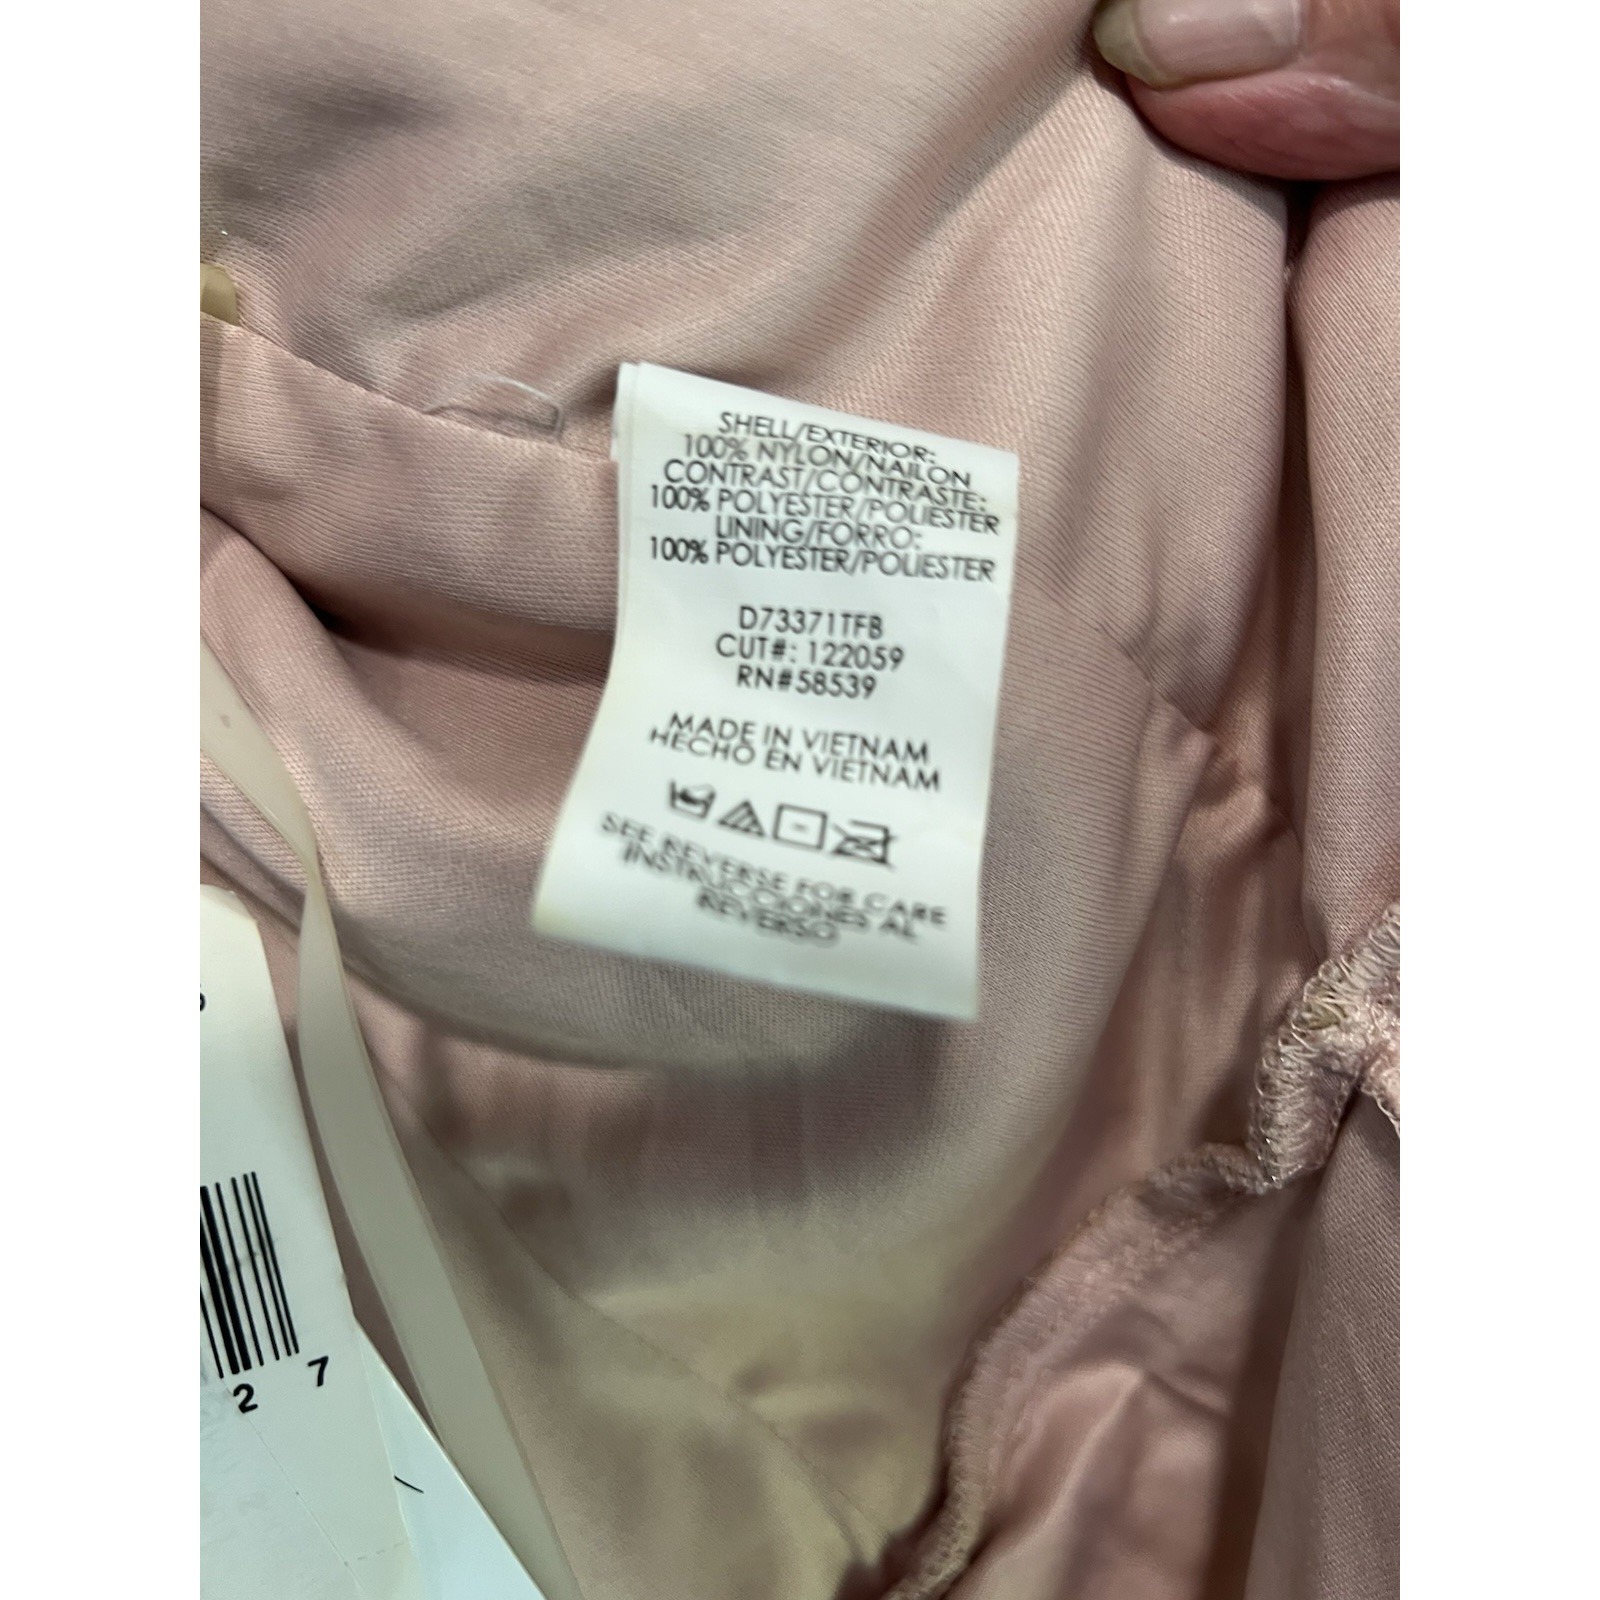 SHELL/EXTERIOR:
100% NYLON/NAILON
CONTRAST/CONTRASTE:
100% POLYESTER/POLIESTER
LINING/FORRO:
100% POLYESTER/POLIESTER
D73371TFB
CUT#: 122059
RN#58539
MADE IN VIETNAM
HECHO EN VIETNAM
SEE REVERSE FOR CARE
INSTRUCCIONES AL
REVERSO
2 7